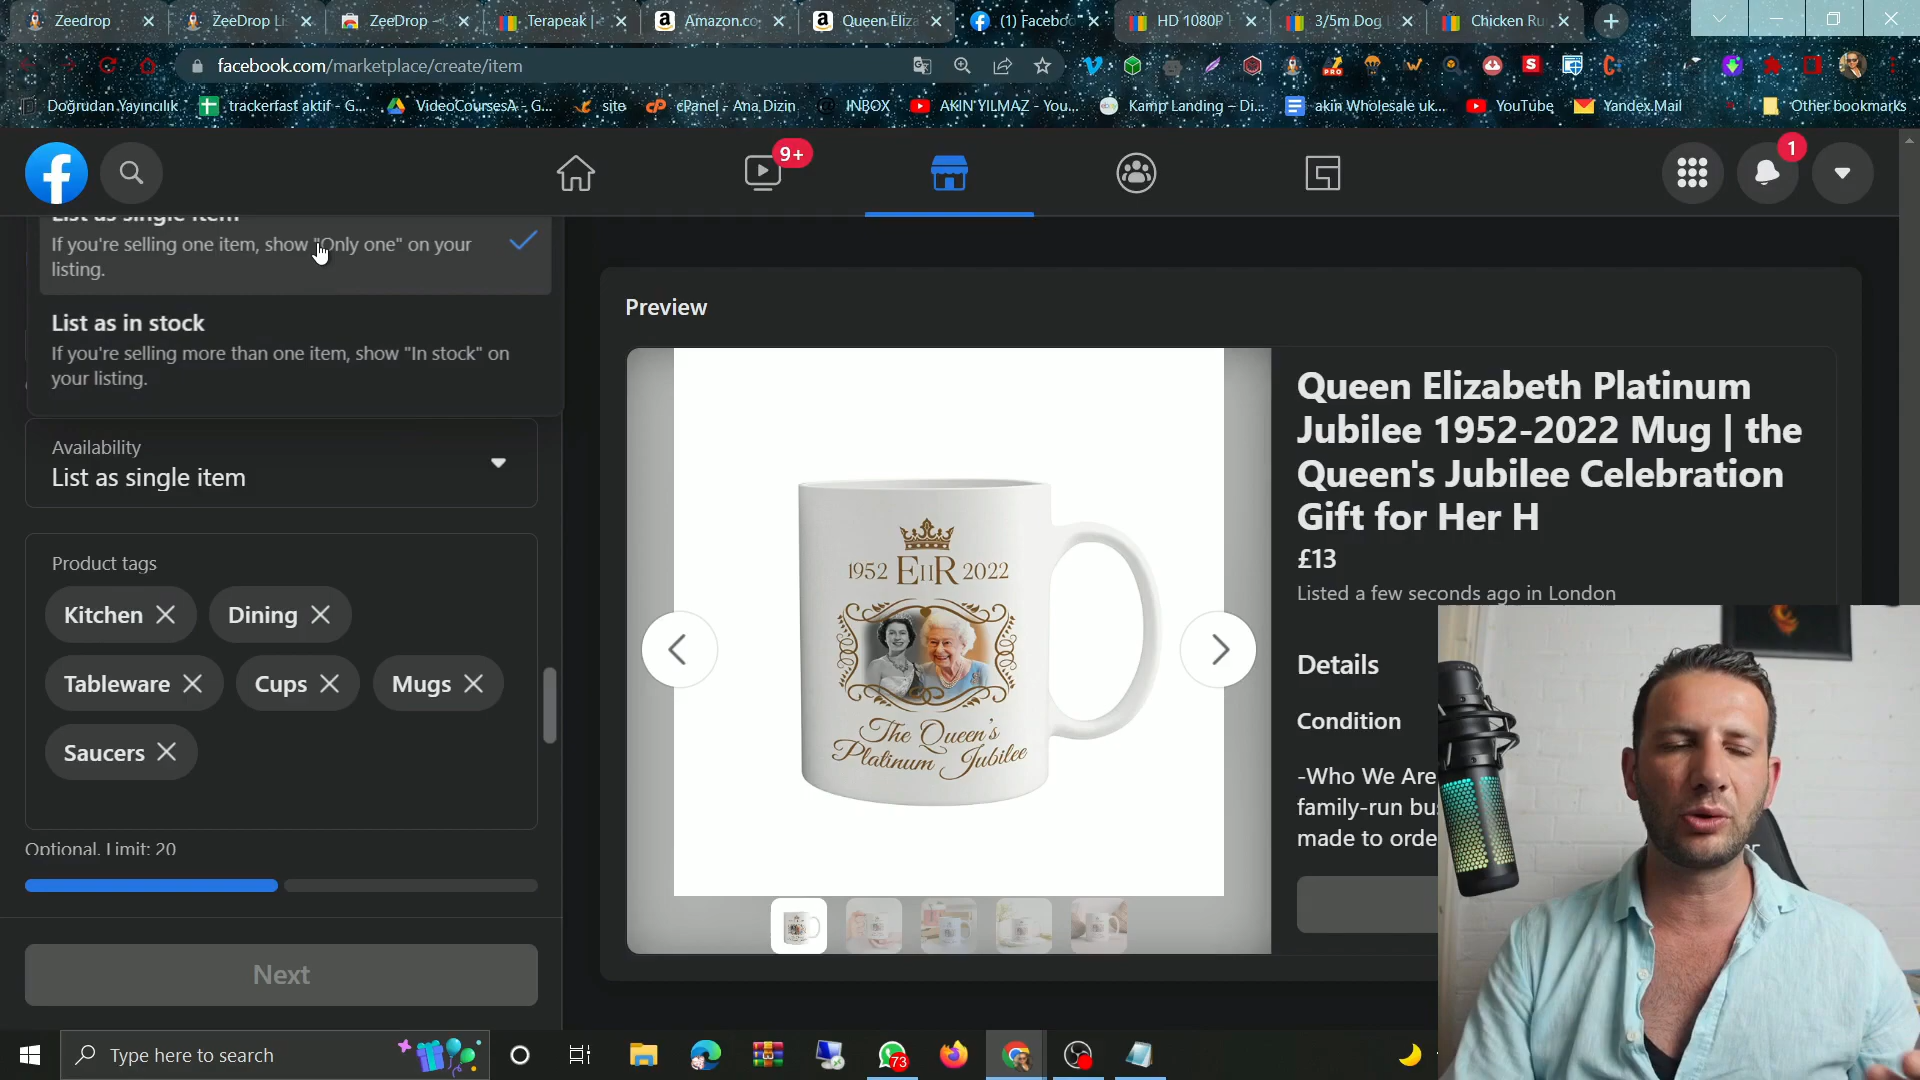 Zeedrop
ZeeDrop Li
ZeeDrop –
Terapeak |
Amazon.co
Queen Eliza
(1) Facebo
HD 1080P
3/5m Dog
Chicken Ru
facebook.com/marketplace/create/item
PRO
Doğrudan Yayıncılık
trackerfast aktif - G...
VideoCoursesA - G...
site
cPanel - Ana Dizin
INBOX
AKIN YILMAZ - You...
Kamp Landing – Di...
akin Wholesale uk...
YouTube
Yandex.Mail
Other bookmarks
9+
1
List as single item
If you're selling one item, show "Only one" on your
listing.
List as in stock
If you're selling more than one item, show "In stock" on
your listing.
Availability
List as single item
Product tags
Kitchen
Dining
Tableware
Cups
Mugs
Saucers
Optional. Limit: 20
Next
Preview
1952 EIIR 2022
The Queen's
Platinum Jubilee
Queen Elizabeth Platinum
Jubilee 1952-2022 Mug | the
Queen's Jubilee Celebration
Gift for Her H
£13
Listed a few seconds ago in London
Details
Condition
-Who We Are
family-run bu
made to orde
Type here to search
73